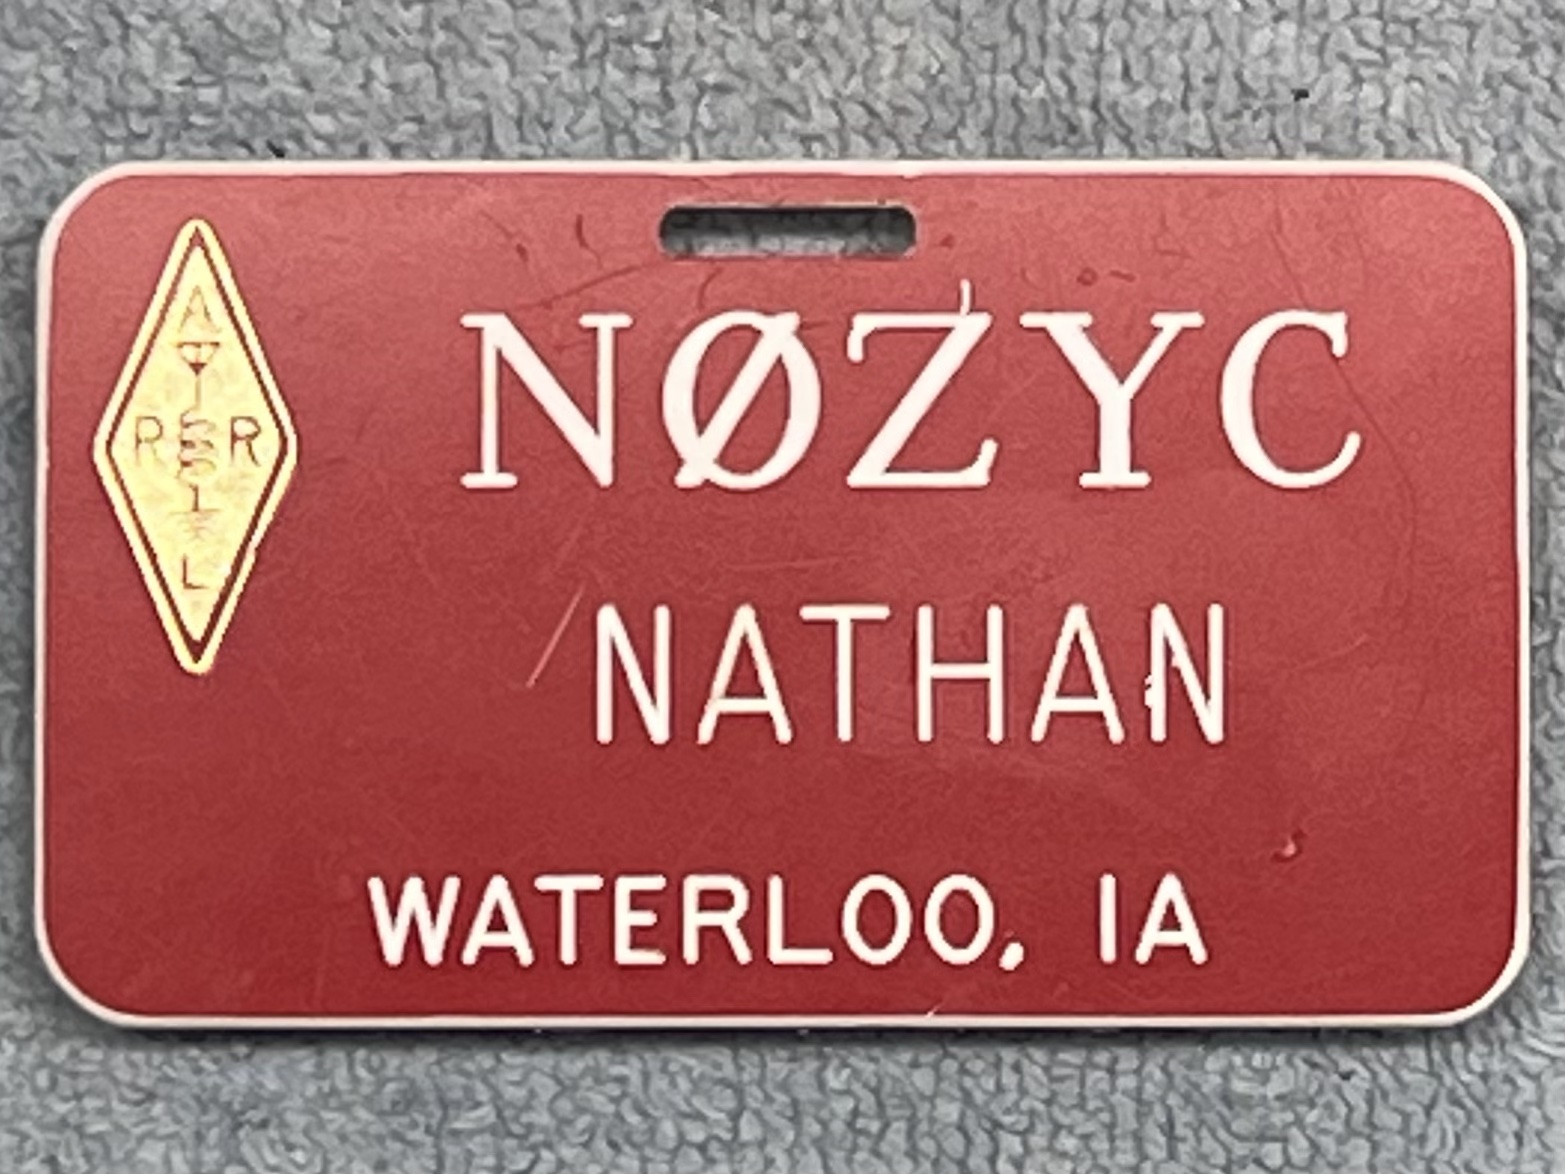 A
R R
L
NØZYC
NATHAN
WATERLOO, IA